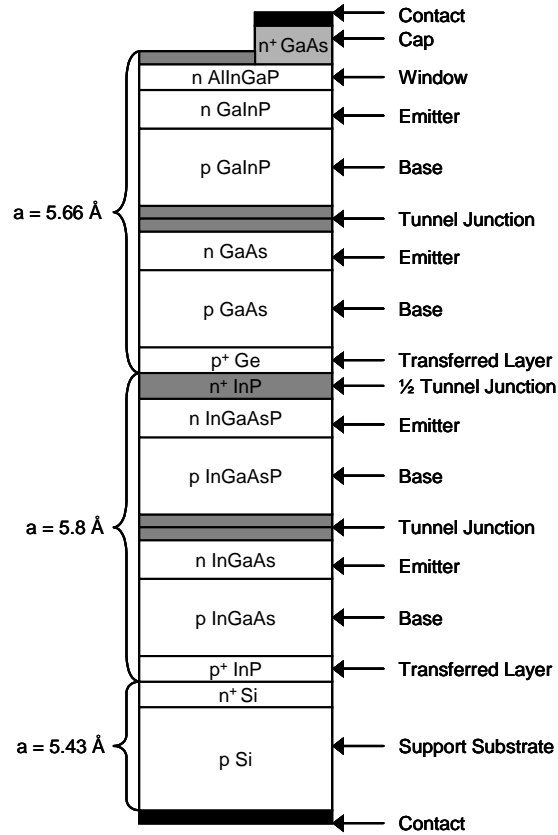 Contact
n⁺ GaAs
Cap
n AlInGaP
Window
n GaInP
Emitter
p GaInP
Base
a = 5.66 Å
Tunnel Junction
n GaAs
Emitter
p GaAs
Base
p⁺ Ge
Transferred Layer
n⁺ InP
½ Tunnel Junction
n InGaAsP
Emitter
p InGaAsP
Base
a = 5.8 Å
Tunnel Junction
n InGaAs
Emitter
p InGaAs
Base
p⁺ InP
Transferred Layer
n⁺ Si
a = 5.43 Å
p Si
Support Substrate
Contact